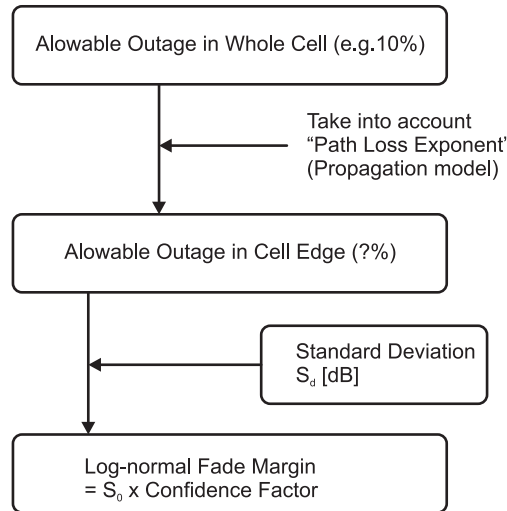 Alowable Outage in Whole Cell (e.g.10%)
Take into account
“Path Loss Exponent’
(Propagation model)
Alowable Outage in Cell Edge (?%)
Standard Deviation
S_d [dB]
Log-normal Fade Margin
= S_0 x Confidence Factor